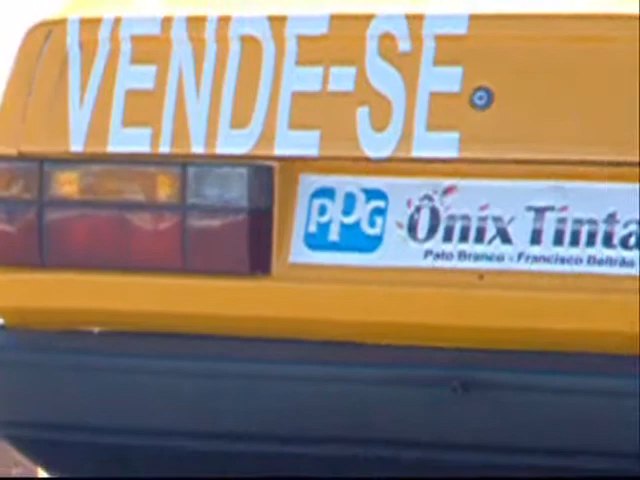 VENDE-SE
PPG Ônix Tinta
Pato Branco - Francisco Beltrão